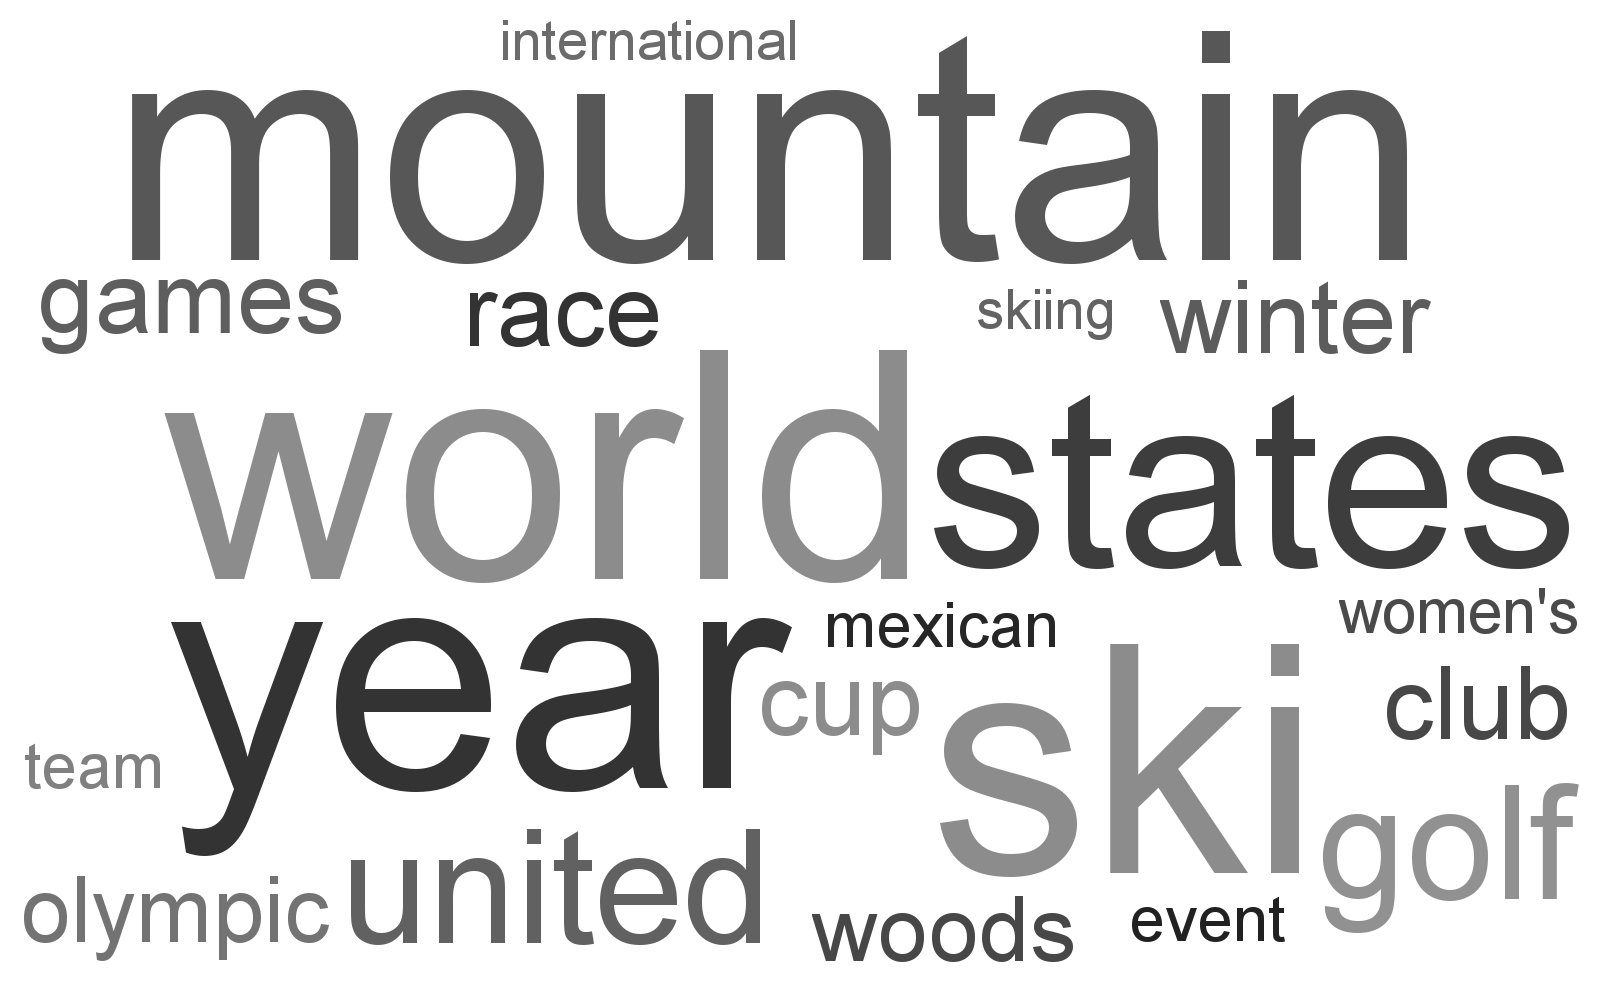 international
mountain
games race skiing winter
world states
year mexican women's
cup ski club
team golf
olympic united woods event